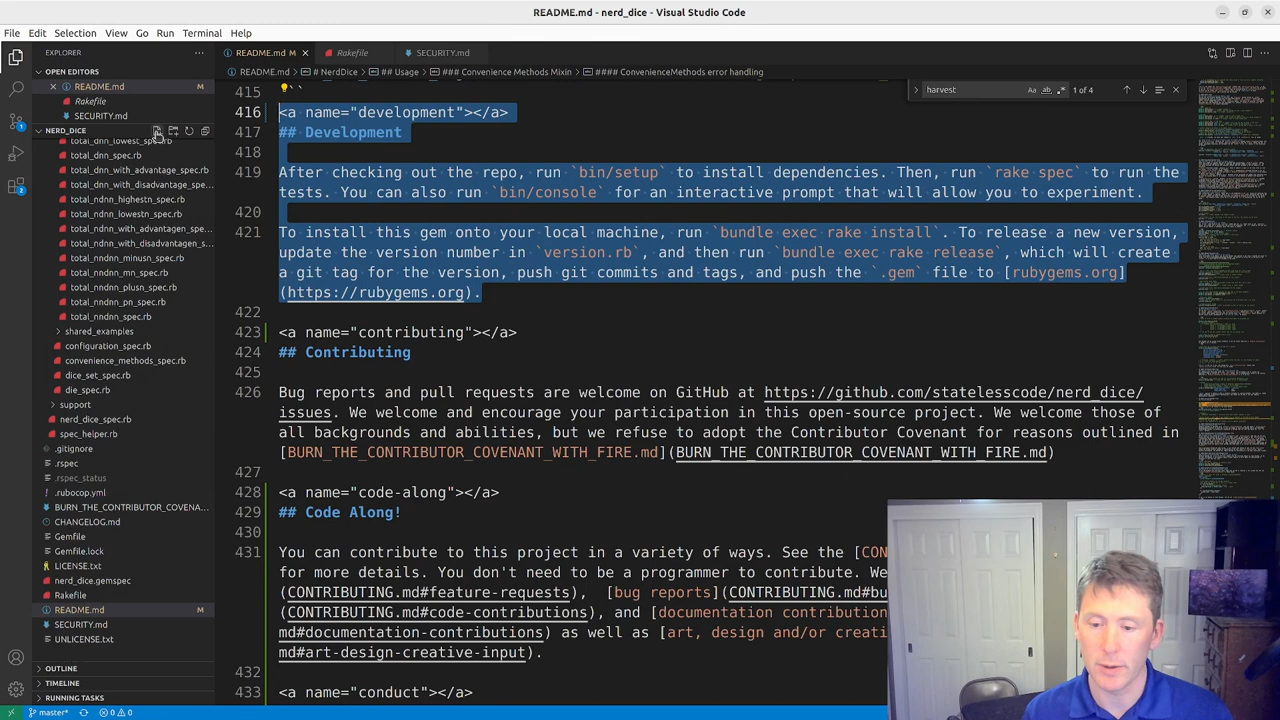 README.md - nerd_dice - Visual Studio Code
File Edit Selection View Go Run Terminal Help
EXPLORER
OPEN EDITORS
README.md M
Rakefile
SECURITY.md
NERD_DICE
total_dnn_lowest_spec.rb
total_dnn_spec.rb
total_dnn_with_advantage_spec.rb
total_dnn_with_disadvantage_spe...
total_ndnn_highestn_spec.rb
total_ndnn_lowestn_spec.rb
total_ndnn_with_advantagen_spe...
total_ndnn_with_disadvantagen_s...
total_nndnn_minusn_spec.rb
total_nndnn_mn_spec.rb
total_nndnn_plusn_spec.rb
total_nndnn_pn_spec.rb
total_nndnn_spec.rb
shared_examples
configuration_spec.rb
convenience_methods_spec.rb
dice_set_spec.rb
die_spec.rb
support
nerd_dice_spec.rb
spec_helper.rb
.gitignore
.rspec
.rspec_status
.rubocop.yml
BURN_THE_CONTRIBUTOR_COVENA...
CHANGELOG.md
Gemfile
Gemfile.lock
LICENSE.txt
nerd_dice.gemspec
Rakefile
README.md M
SECURITY.md
UNLICENSE.txt
OUTLINE
TIMELINE
RUNNING TASKS
README.md M Rakefile SECURITY.md
README.md > # NerdDice > ## Usage > ### Convenience Methods Mixin > #### ConvenienceMethods error handling
harvest Aa ab 1 of 4
415 ``
416 <a name="development"></a>
417 ## Development
418
419 After checking out the repo, run `bin/setup` to install dependencies. Then, run `rake spec` to run the
tests. You can also run `bin/console` for an interactive prompt that will allow you to experiment.
420
421 To install this gem onto your local machine, run `bundle exec rake install`. To release a new version,
update the version number in `version.rb`, and then run `bundle exec rake release`, which will create
a git tag for the version, push git commits and tags, and push the `.gem` file to [rubygems.org]
(https://rubygems.org).
422
423 <a name="contributing"></a>
424 ## Contributing
425
426 Bug reports and pull requests are welcome on GitHub at https://github.com/statelesscode/nerd_dice/
issues. We welcome and encourage your participation in this open-source project. We welcome those of
all backgrounds and abilities, but we refuse to adopt the Contributor Covenant for reasons outlined in
[BURN_THE_CONTRIBUTOR_COVENANT_WITH_FIRE.md](BURN_THE_CONTRIBUTOR_COVENANT_WITH_FIRE.md)
427
428 <a name="code-along"></a>
429 ## Code Along!
430
431 You can contribute to this project in a variety of ways. See the [CON
for more details. You don't need to be a programmer to contribute. We
(CONTRIBUTING.md#feature-requests), [bug reports](CONTRIBUTING.md#bu
(CONTRIBUTING.md#code-contributions), and [documentation contribution
md#documentation-contributions) as well as [art, design and/or creati
md#art-design-creative-input).
432
433 <a name="conduct"></a>
master* 0 0